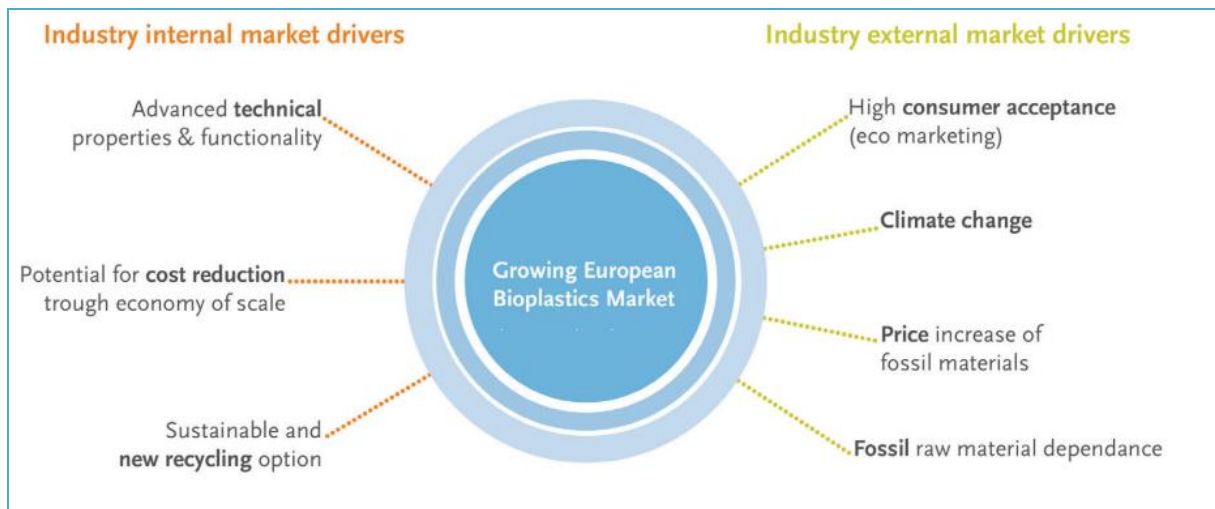 Industry internal market drivers
Advanced technical
properties & functionality
Potential for cost reduction
trough economy of scale
Sustainable and
new recycling option
Growing European
Bioplastics Market
Industry external market drivers
High consumer acceptance
(eco marketing)
Climate change
Price increase of
fossil materials
Fossil raw material dependance